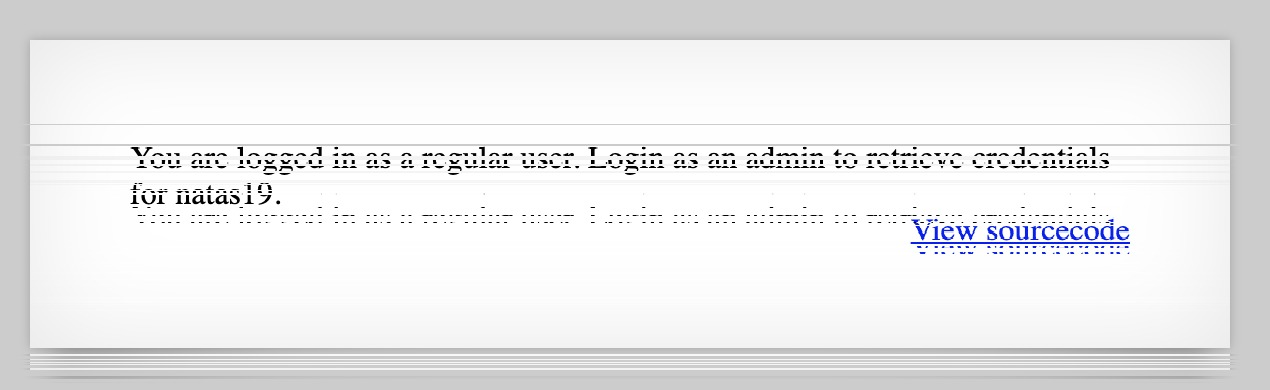 You are logged in as a regular user. Login as an admin to retrieve credentials
for natas19.
View sourcecode